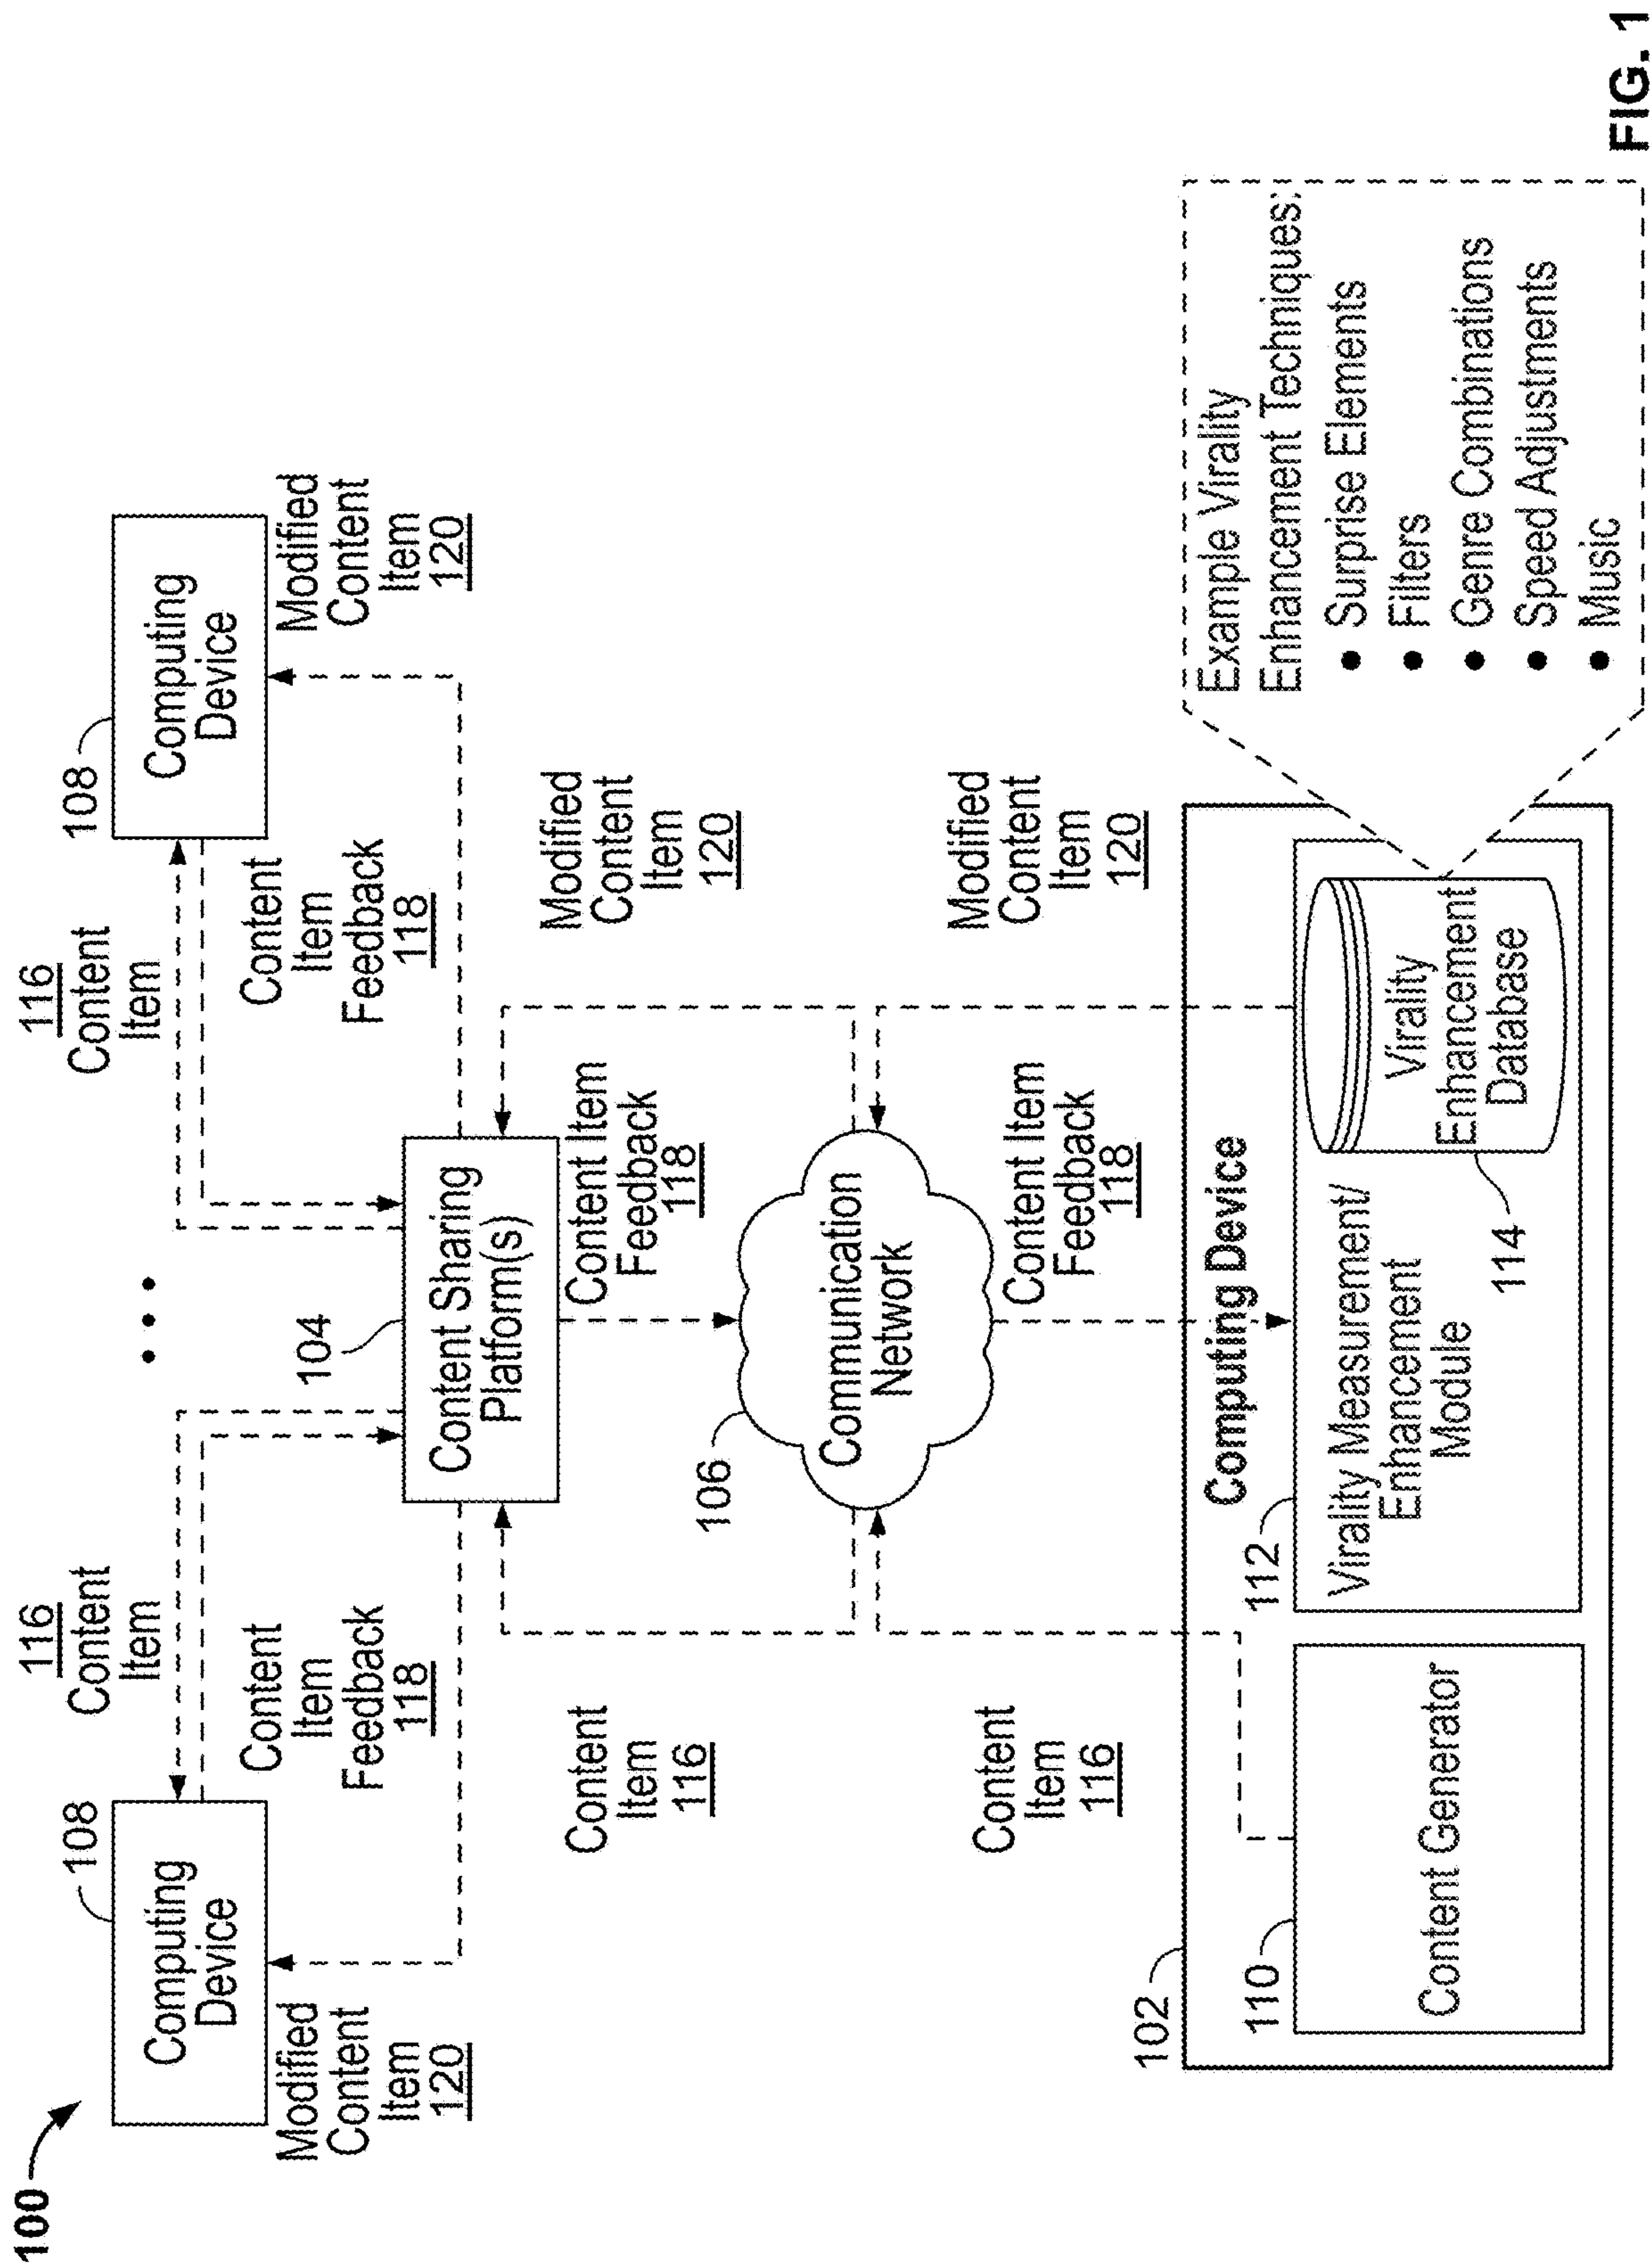 100
108
Computing
Device
116
Content
Item
116
Content
Item
108
Computing
Device
Modified
Content
Item
120
Content
Item
Feedback
118
Content
Item
Feedback
118
Modified
Content
Item
120
104
Content Sharing
Platform(s)
Content
Item
116
Content Item
Feedback
118
Modified
Content
Item
120
106
Communication
Network
Content
Item
116
Content Item
Feedback
118
Modified
Content
Item
120
102
Computing Device
110
Content Generator
112
Virality Measurement/
Enhancement
Module
114
Virality
Enhancement
Database
Example Virality
Enhancement Techniques:
• Surprise Elements
• Filters
• Genre Combinations
• Speed Adjustments
• Music
FIG. 1